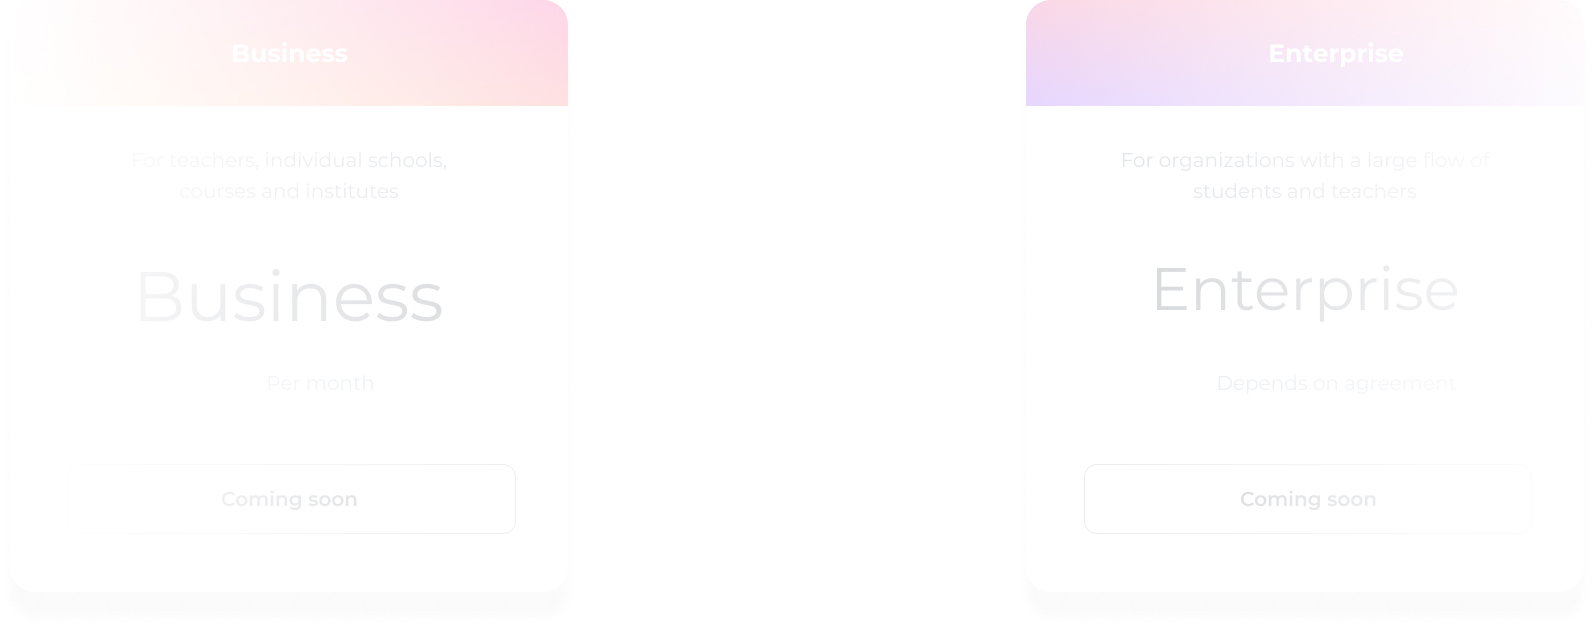 Business
For teachers, individual schools,
courses and institutes
Business
Per month
Coming soon
Enterprise
For organizations with a large flow of
students and teachers
Enterprise
Depends on agreement
Coming soon